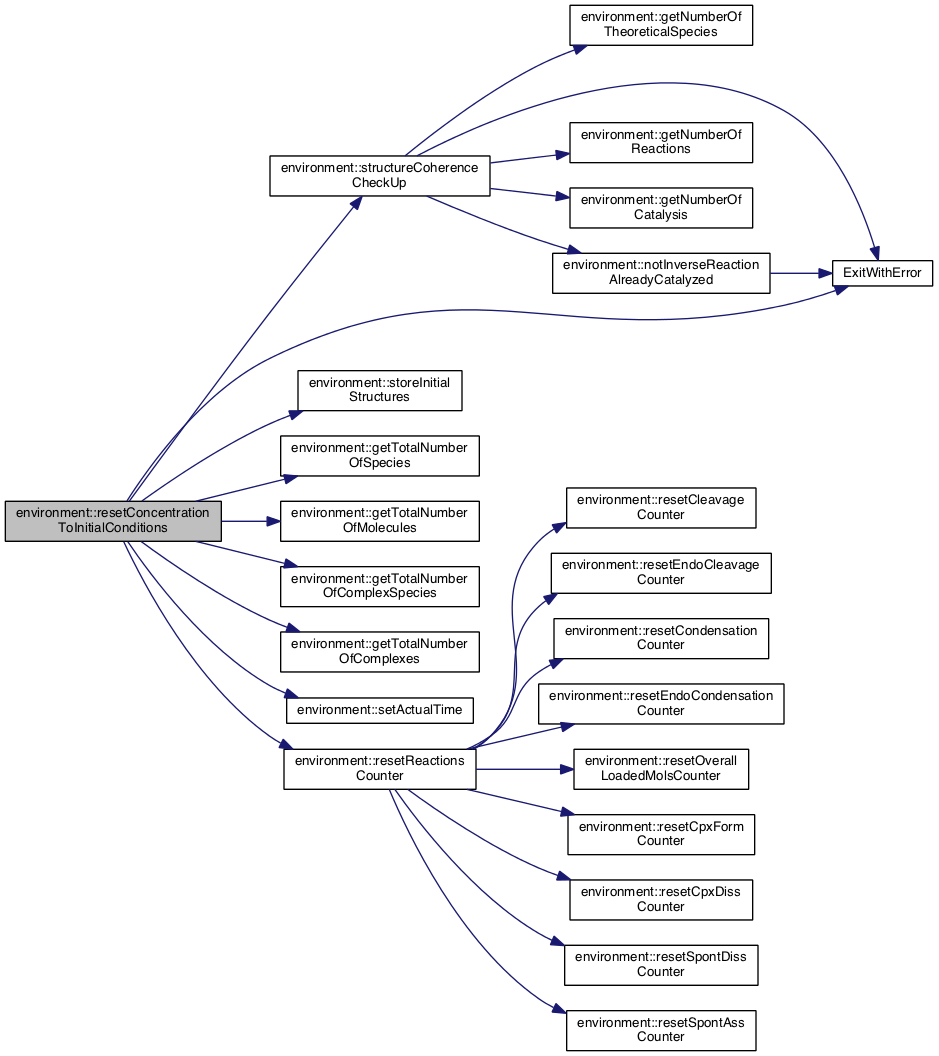 environment::getNumberOf
TheoreticalSpecies
environment::getNumberOf
Reactions
environment::structureCoherence
CheckUp
environment::getNumberOf
Catalysis
environment::notInverseReaction
AlreadyCatalyzed
ExitWithError
environment::storeInitial
Structures
environment::getTotalNumber
OfSpecies
environment::resetConcentration
ToInitialConditions
environment::getTotalNumber
OfMolecules
environment::getTotalNumber
OfComplexSpecies
environment::getTotalNumber
OfComplexes
environment::setActualTime
environment::resetReactions
Counter
environment::resetCleavage
Counter
environment::resetEndoCleavage
Counter
environment::resetCondensation
Counter
environment::resetEndoCondensation
Counter
environment::resetOverall
LoadedMolsCounter
environment::resetCpxForm
Counter
environment::resetCpxDiss
Counter
environment::resetSpontDiss
Counter
environment::resetSpontAss
Counter